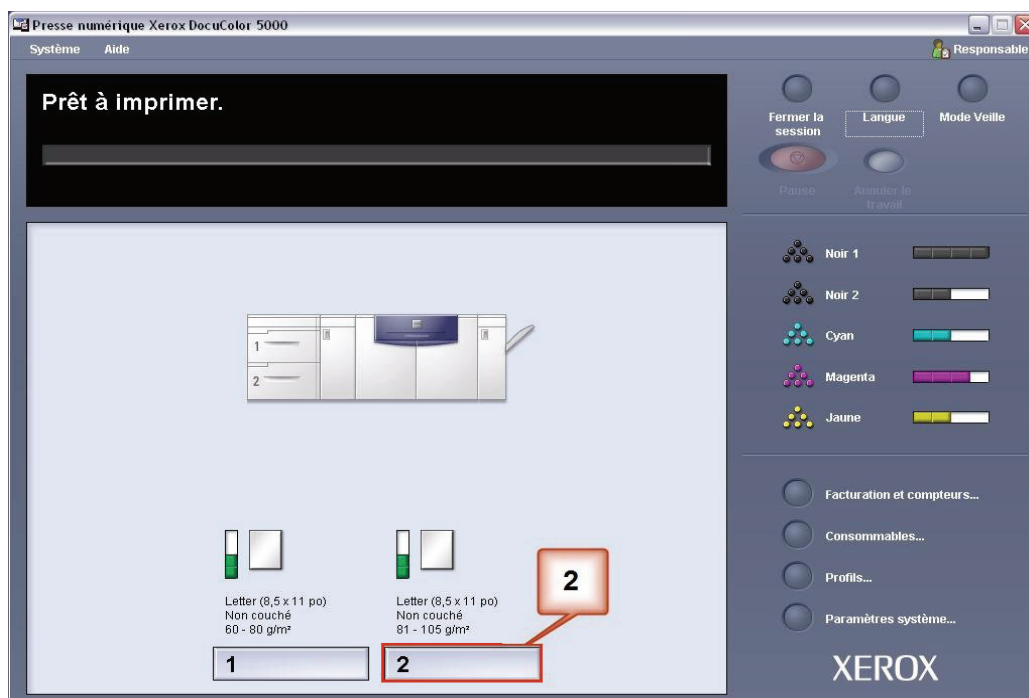 Presse numérique Xerox DocuColor 5000
Système Aide
Responsable
Prêt à imprimer.
Fermer la
session
Langue
Mode Veille
Pause
Annuler le
travail
Noir 1
Noir 2
Cyan
Magenta
Jaune
1
2
Letter (8,5 x 11 po)
Non couché
60 - 80 g/m²
1
Letter (8,5 x 11 po)
Non couché
81 - 105 g/m²
2
2
Facturation et compteurs...
Consommables...
Profils...
Paramètres système...
XEROX